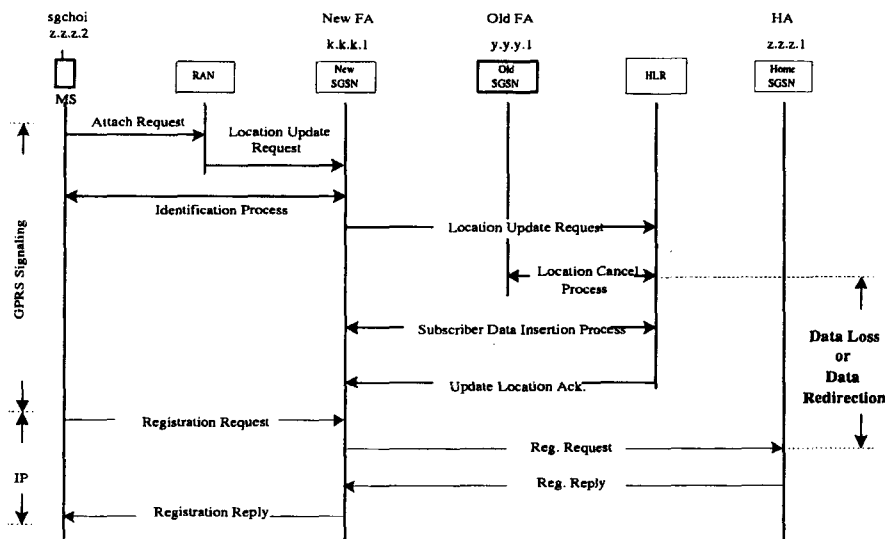 sgchoi
z.z.z.2
New FA
k.k.k.1
Old FA
y.y.y.1
HA
z.z.z.1
MS
RAN
New
SGSN
Old
SGSN
HLR
Home
SGSN
Attach Request
Location Update
Request
Identification Process
Location Update Request
Location Cancel
Process
Subscriber Data Insertion Process
Update Location Ack.
GPRS Signaling
Data Loss
or
Data
Redirection
Registration Request
Reg. Request
Reg. Reply
Registration Reply
IP